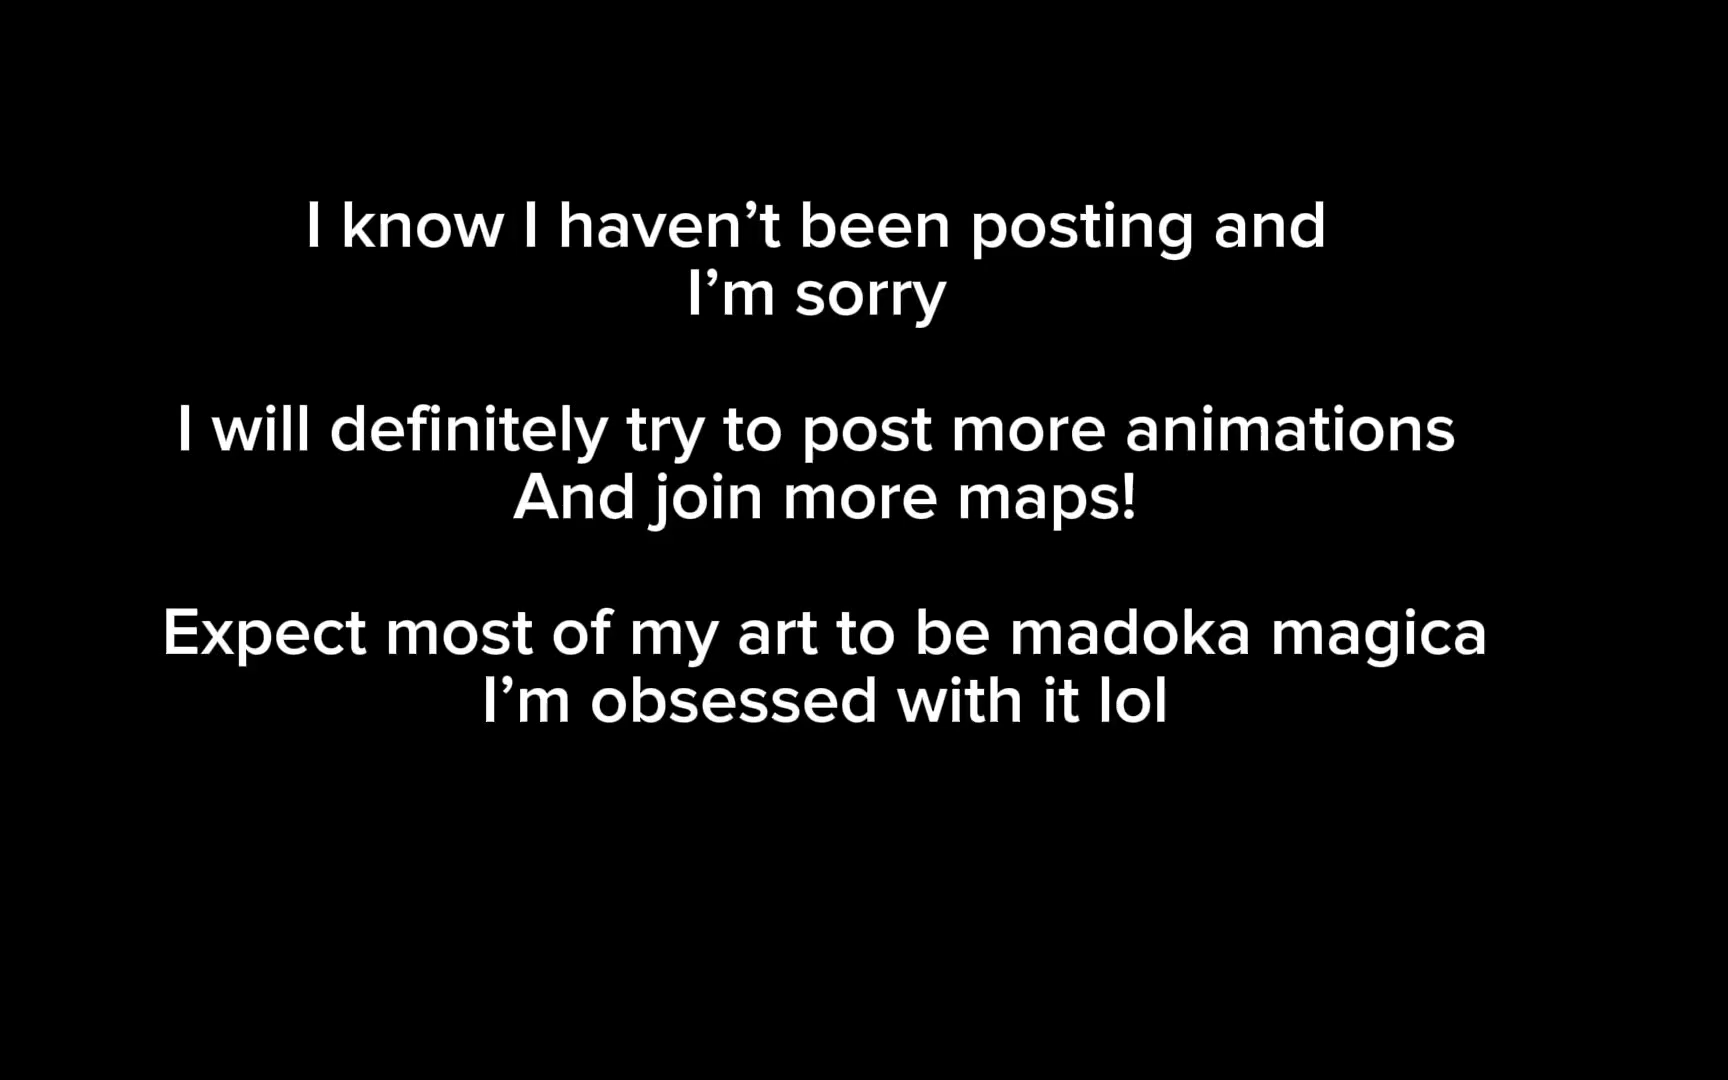 I know I haven’t been posting and
I’m sorry
I will definitely try to post more animations
And join more maps!
Expect most of my art to be madoka magica
I’m obsessed with it lol